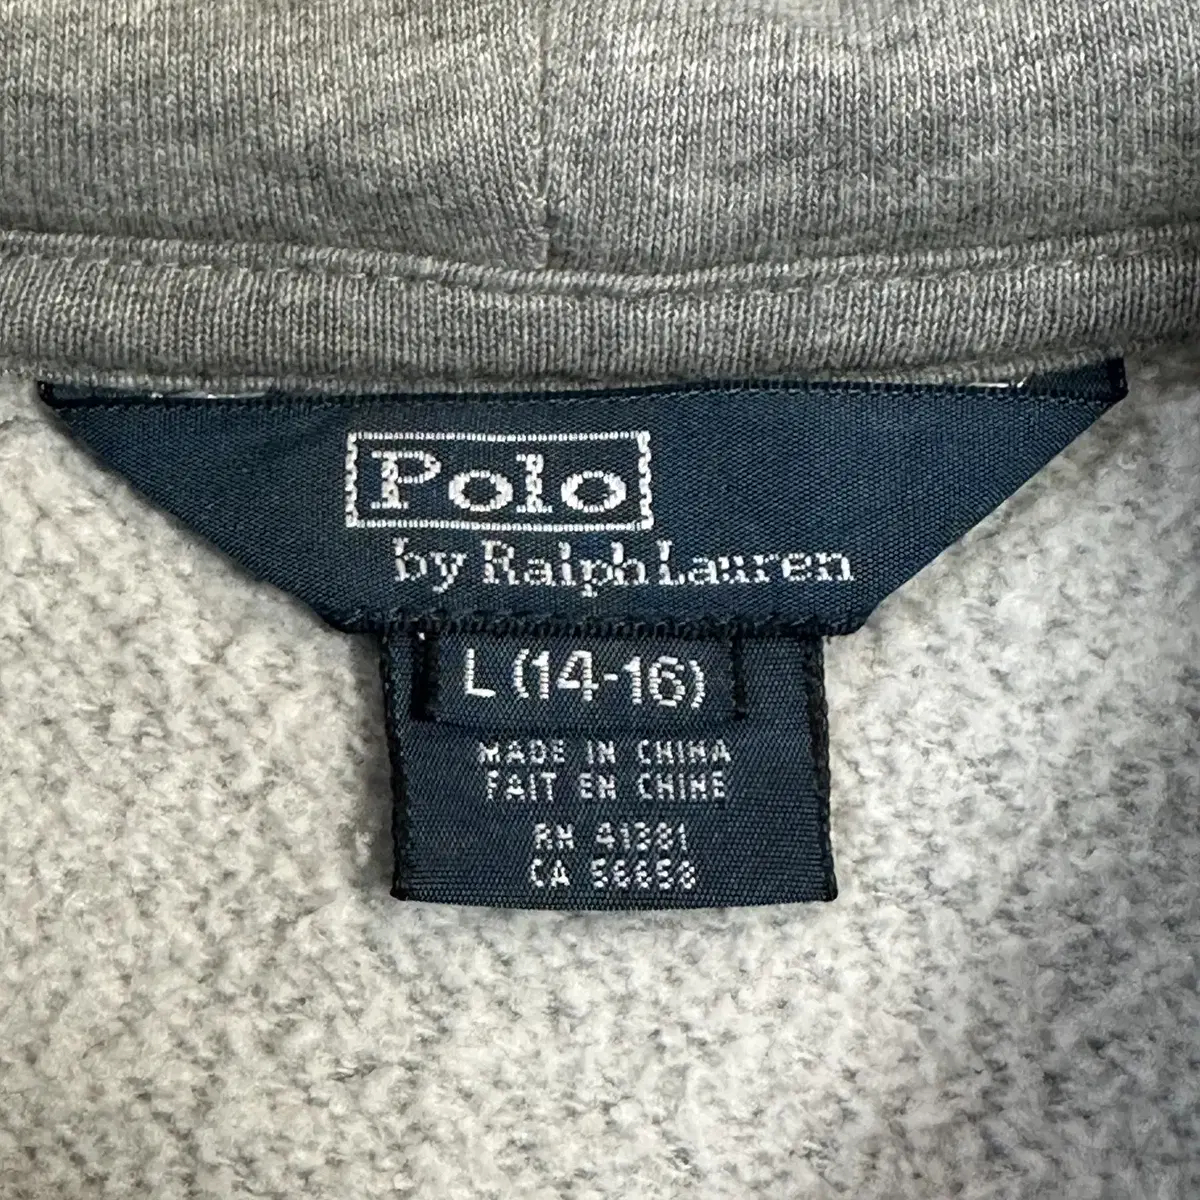 Polo
by Ralph Lauren
L (14-16)
MADE IN CHINA
FAIT EN CHINE
RN 41381
CA 56658